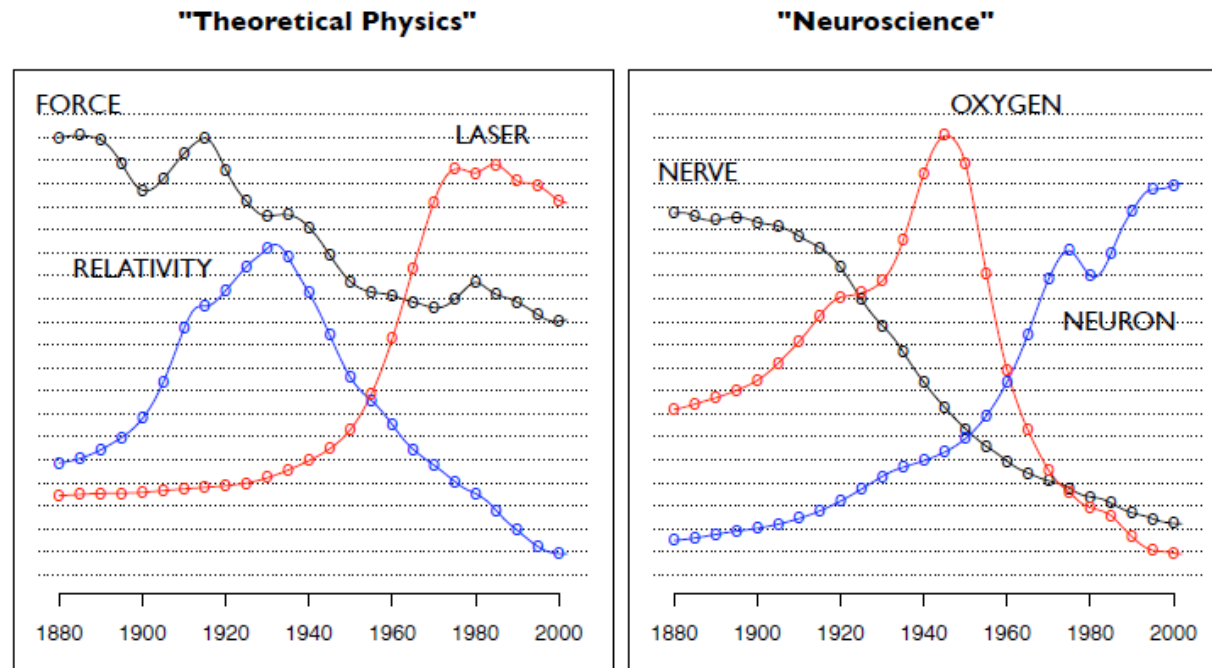 "Theoretical Physics"
"Neuroscience"
FORCE
LASER
RELATIVITY
1880 1900 1920 1940 1960 1980 2000
OXYGEN
NERVE
NEURON
1880 1900 1920 1940 1960 1980 2000